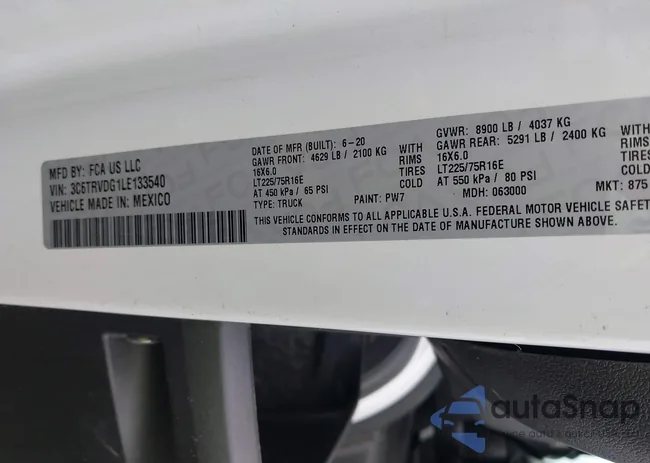 MFD BY: FCA US LLC
VIN: 3C6TRVDG1LE133540
VEHICLE MADE IN: MEXICO
DATE OF MFR (BUILT): 6-20
GAWR FRONT: 4629 LB / 2100 KG WITH
16X6.0 RIMS
LT225/75R16E TIRES
AT 450 kPa / 65 PSI COLD
TYPE: TRUCK PAINT: PW7
GVWR: 8900 LB / 4037 KG
GAWR REAR: 5291 LB / 2400 KG WITH
16X6.0 RIMS
LT225/75R16E TIRES
AT 550 kPa / 80 PSI COLD
MDH: 063000 MKT: 875
THIS VEHICLE CONFORMS TO ALL APPLICABLE U.S.A. FEDERAL MOTOR VEHICLE SAFET
STANDARDS IN EFFECT ON THE DATE OF MANUFACTURE SHOWN ABOVE.
autoSnap